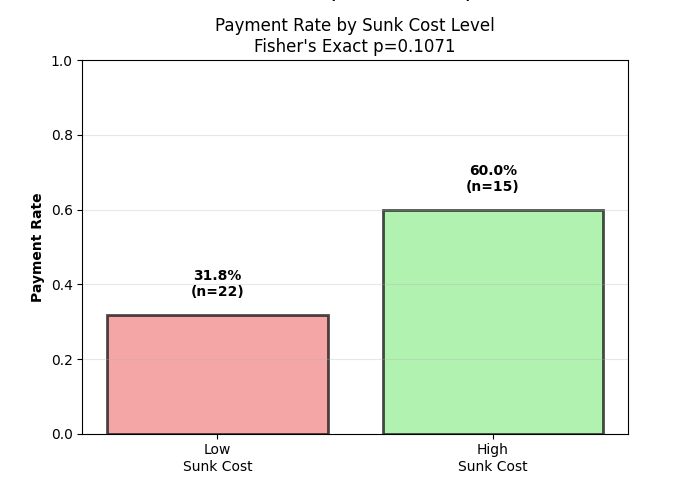 Payment Rate by Sunk Cost Level
Fisher's Exact p=0.1071
1.0
0.8
0.6
0.4
0.2
0.0
Payment Rate
31.8%
(n=22)
60.0%
(n=15)
Low
Sunk Cost
High
Sunk Cost